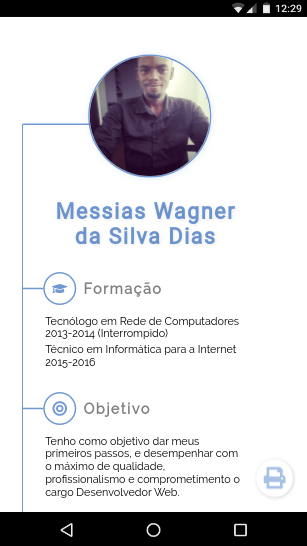 12:29
Messias Wagner
da Silva Dias
Formação
Tecnólogo em Rede de Computadores
2013-2014 (Interrompido)
Técnico em Informática para a Internet
2015-2016
Objetivo
Tenho como objetivo dar meus
primeiros passos, e desempenhar com
o máximo de qualidade,
profissionalismo e comprometimento o
cargo Desenvolvedor Web.